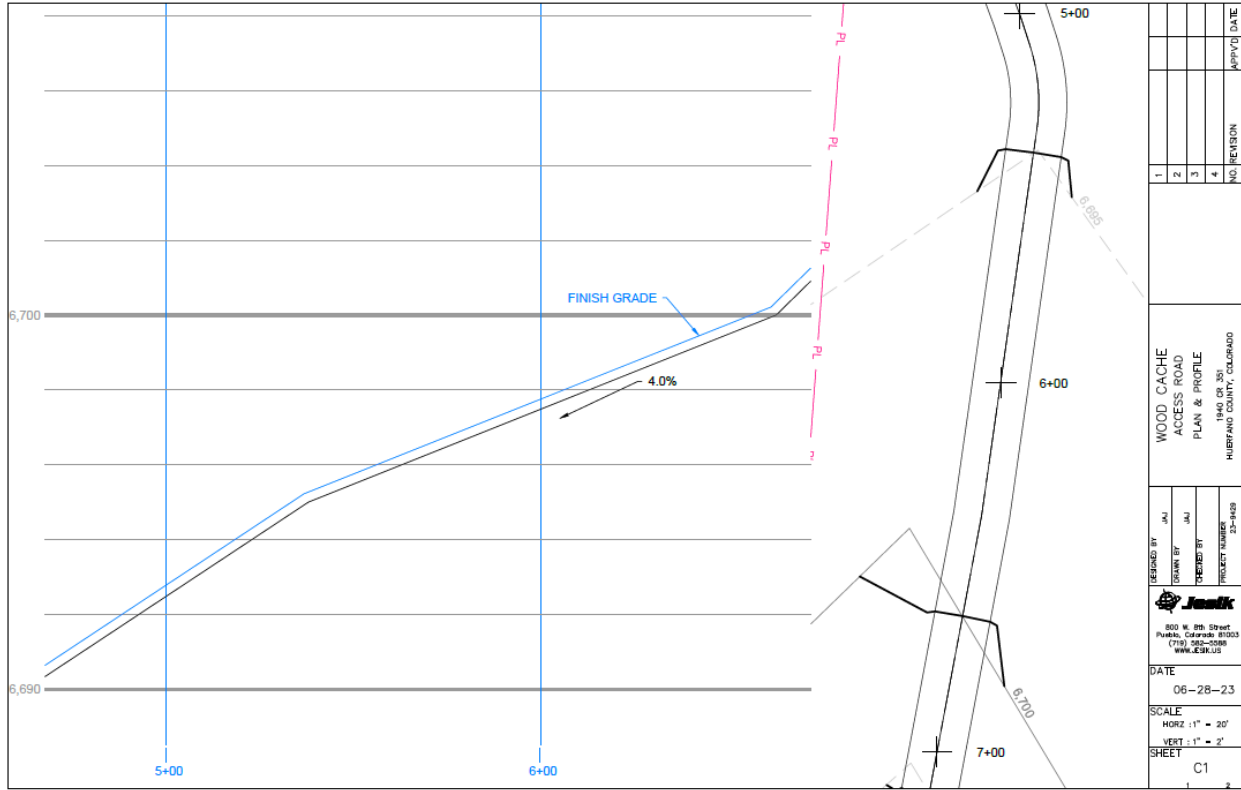 6,700
6,690
FINISH GRADE
4.0%
5+00
6+00
PL
PL
PL
PL
PL
PL
5+00
6+00
7+00
6,695
6,700
NO. REVISION APPV'D DATE
1
2
3
4
WOOD CACHE
ACCESS ROAD
PLAN & PROFILE
1940 CR 351
HUERFANO COUNTY, COLORADO
DESIGNED BY
JAJ
DRAWN BY
JAJ
CHECKED BY
PROJECT NUMBER
23-9429
Jesik
800 W. 8th Street
Pueblo, Colorado 81003
(719) 582-5588
WWW.JESIK.US
DATE
06-28-23
SCALE
HORZ : 1" = 20'
VERT : 1" = 2'
SHEET
C1
1 2